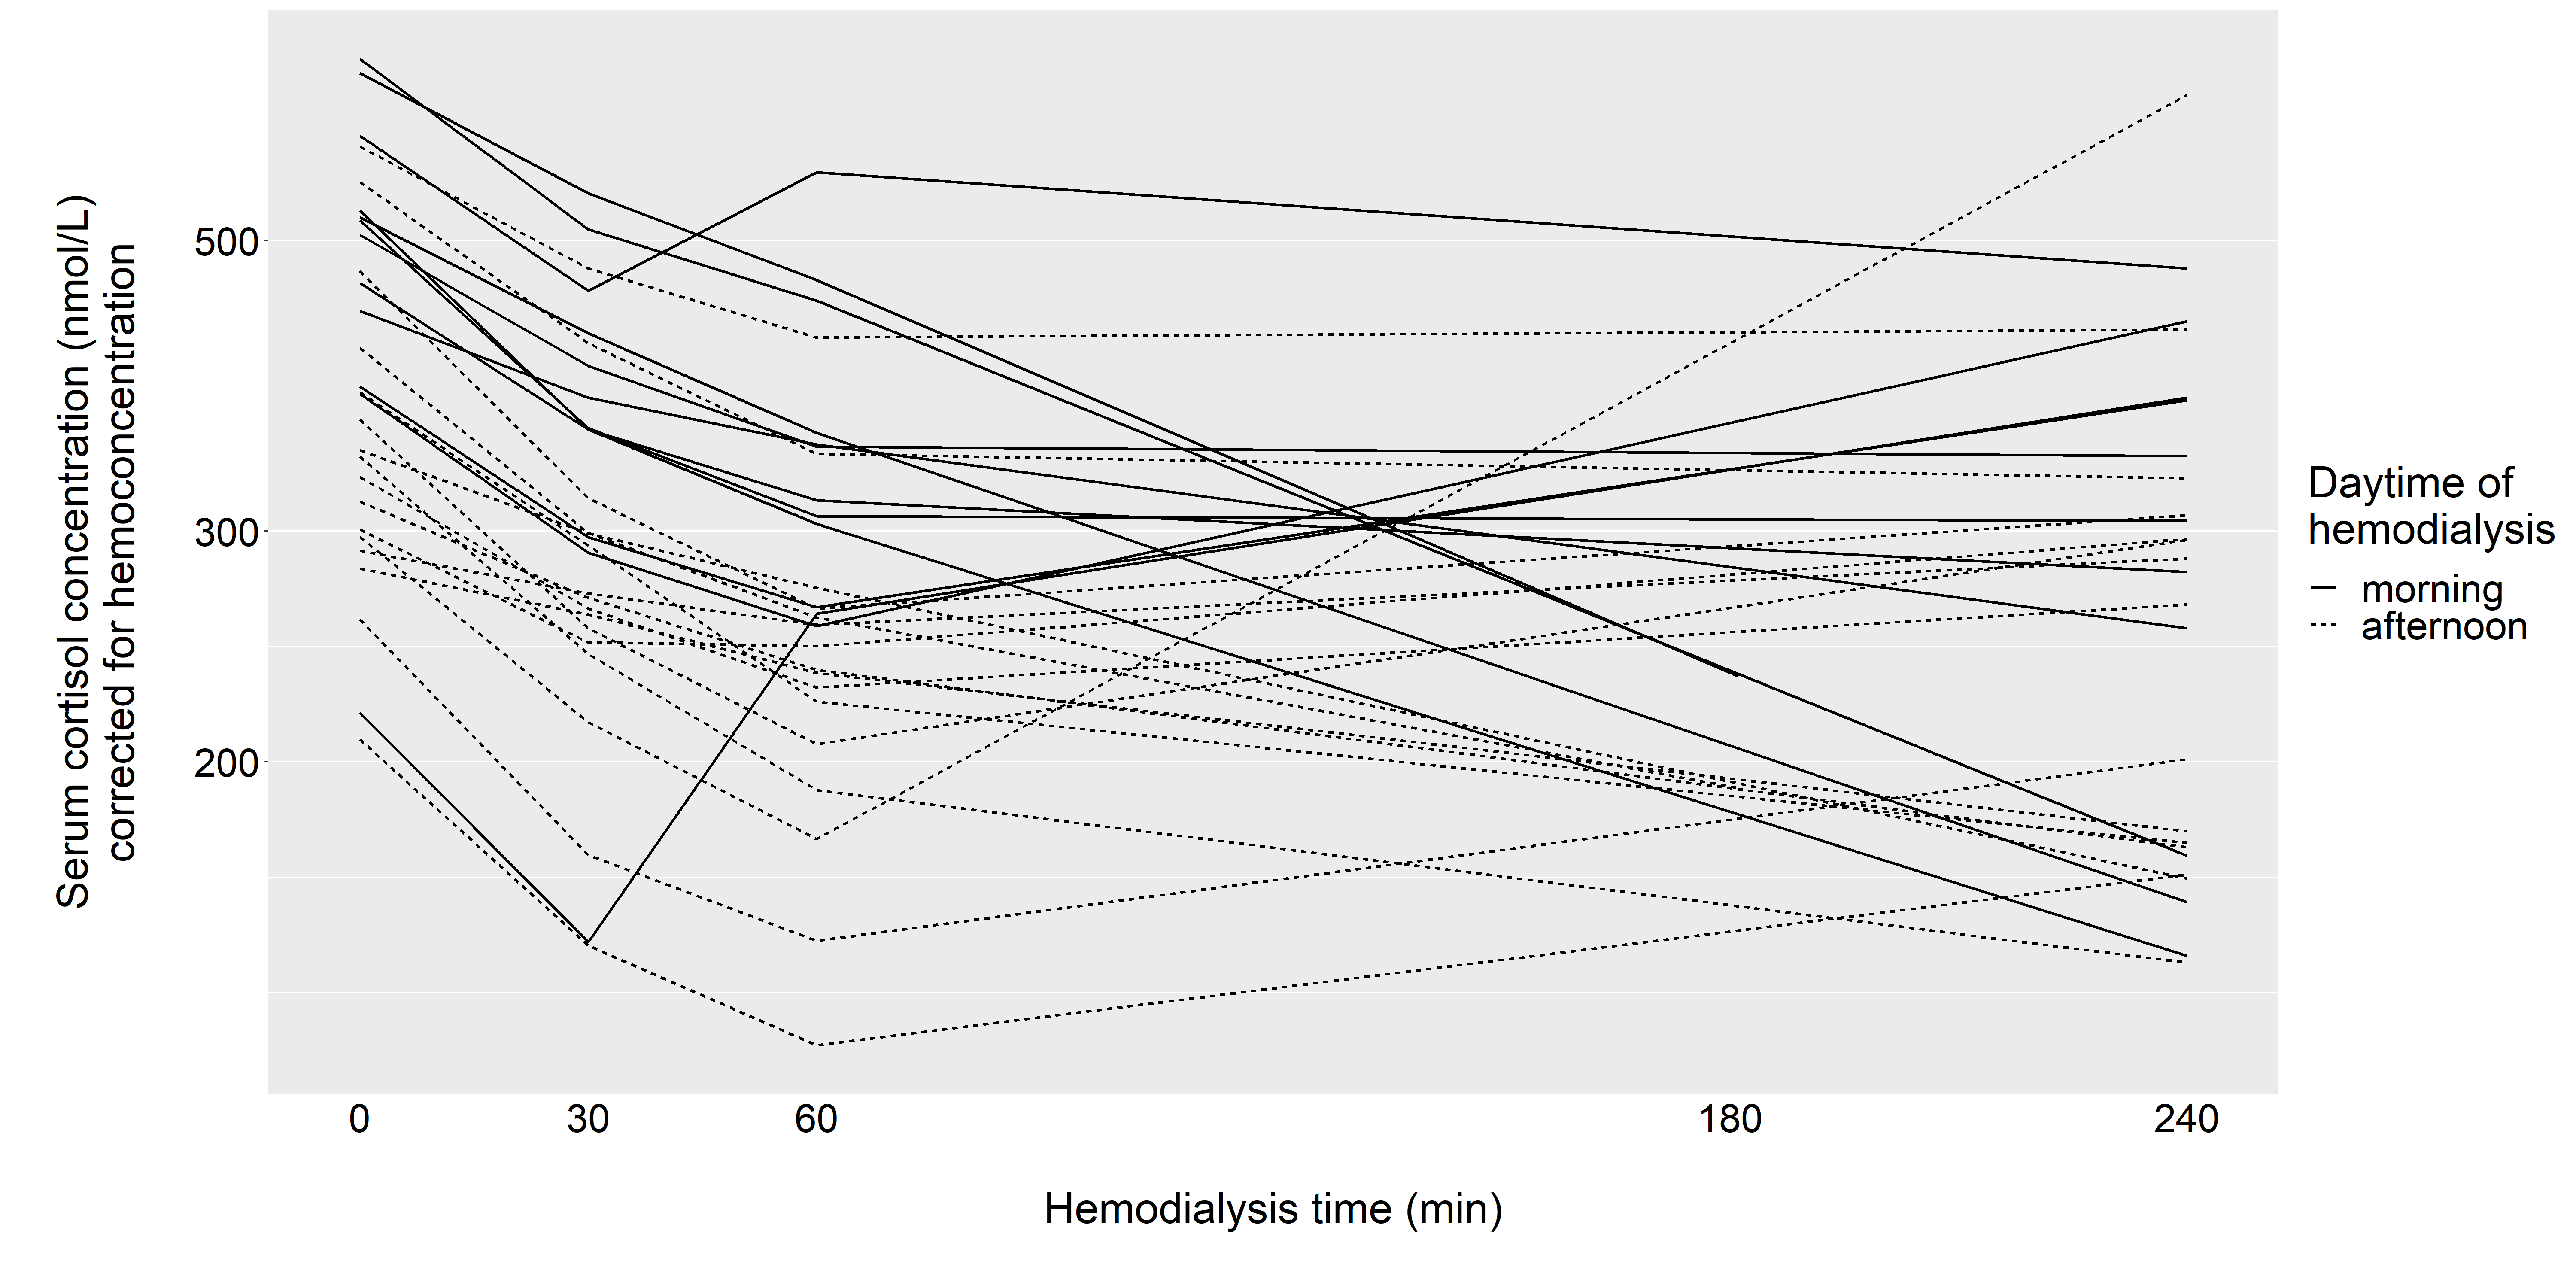 Serum cortisol concentration (nmol/L)
corrected for hemoconcentration
500
300
200
0
30
60
180
240
Hemodialysis time (min)
Daytime of
hemodialysis
morning
afternoon